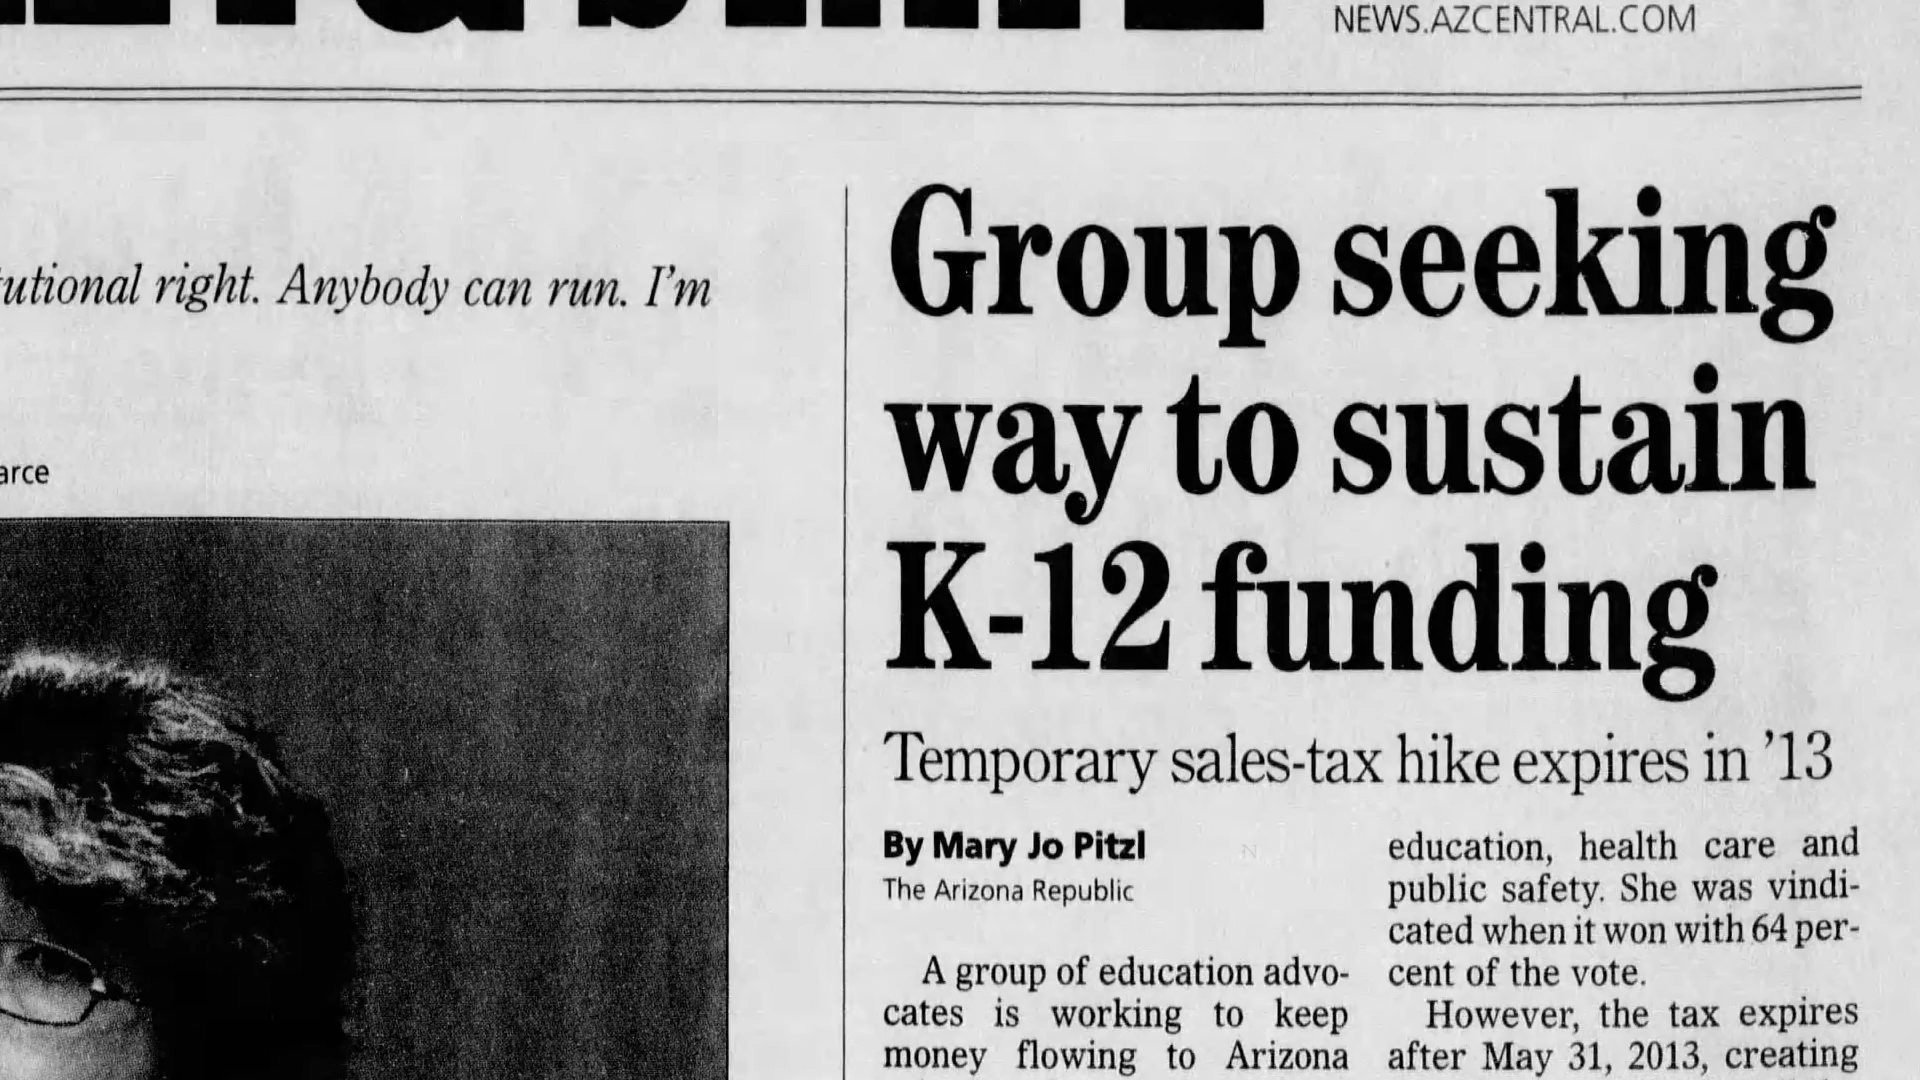 NEWS.AZCENTRAL.COM
right. Anybody can run. I'm
Group seeking
way to sustain
K-12 funding
Temporary sales-tax hike expires in '13
By Mary Jo Pitzl
The Arizona Republic
A group of education advo-
cates is working to keep
money flowing to Arizona
education, health care and
public safety. She was vindi-
cated when it won with 64 per-
cent of the vote.
However, the tax expires
after May 31, 2013, creating